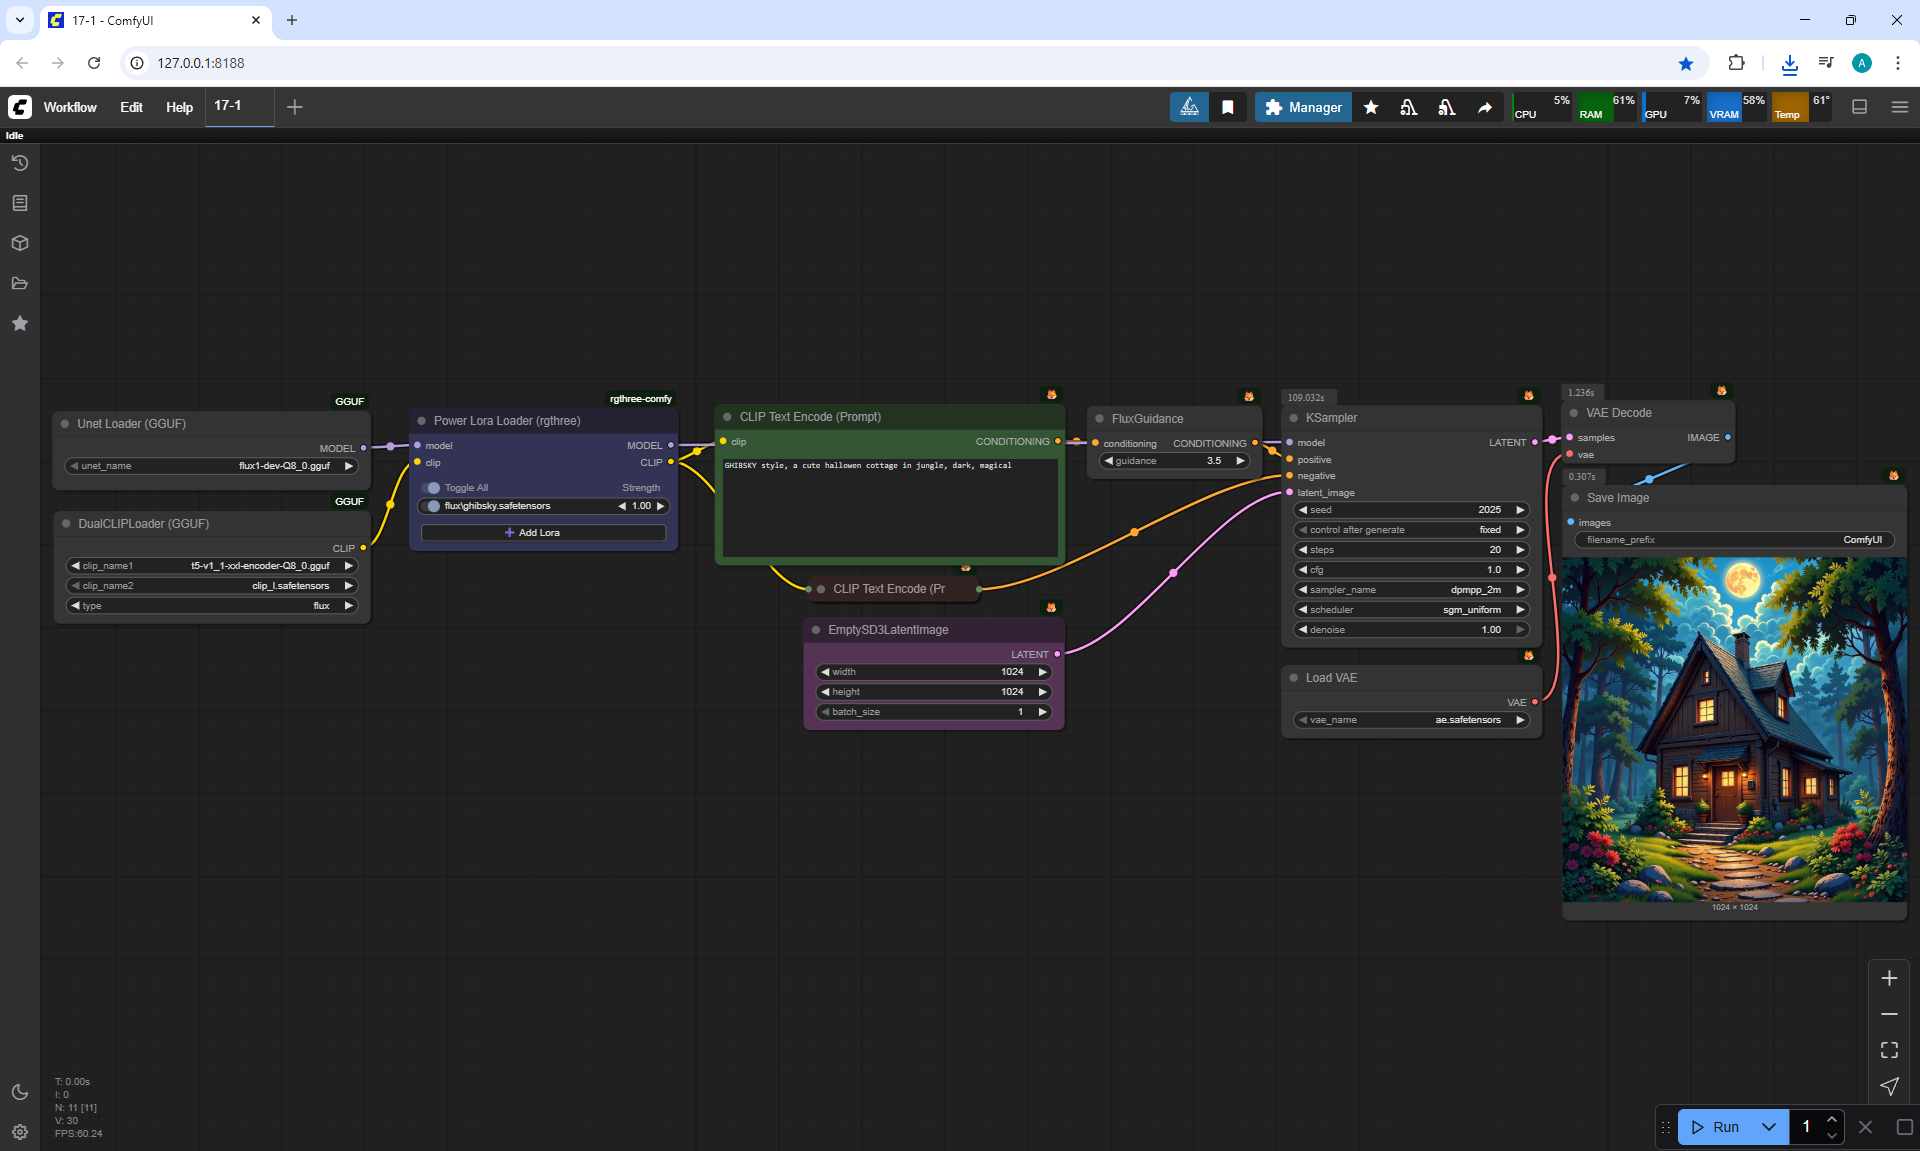 17-1 - ComfyUI
127.0.0.1:8188
Workflow Edit Help 17-1
Manager
CPU 5% RAM 61% GPU 7% VRAM 58% Temp 61°
Idle
GGUF
Unet Loader (GGUF)
MODEL
unet_name flux1-dev-Q8_0.gguf
GGUF
DualCLIPLoader (GGUF)
CLIP
clip_name1 t5-v1_1-xxl-encoder-Q8_0.gguf
clip_name2 clip_l.safetensors
type flux
rgthree-comfy
Power Lora Loader (rgthree)
model MODEL
clip CLIP
Toggle All Strength
flux\ghibsky.safetensors 1.00
Add Lora
CLIP Text Encode (Prompt)
clip CONDITIONING
GHIBSKY style, a cute hallowen cottage in jungle, dark, magical
CLIP Text Encode (Pr
EmptySD3LatentImage
LATENT
width 1024
height 1024
batch_size 1
FluxGuidance
conditioning CONDITIONING
guidance 3.5
109.032s
KSampler
model LATENT
positive
negative
latent_image
seed 2025
control after generate fixed
steps 20
cfg 1.0
sampler_name dpmpp_2m
scheduler sgm_uniform
denoise 1.00
Load VAE
VAE
vae_name ae.safetensors
1.236s
VAE Decode
samples IMAGE
vae
0.307s
Save Image
images
filename_prefix ComfyUI
1024 × 1024
T: 0.00s
I: 0
N: 11 [11]
V: 30
FPS:60.24
Run 1
A